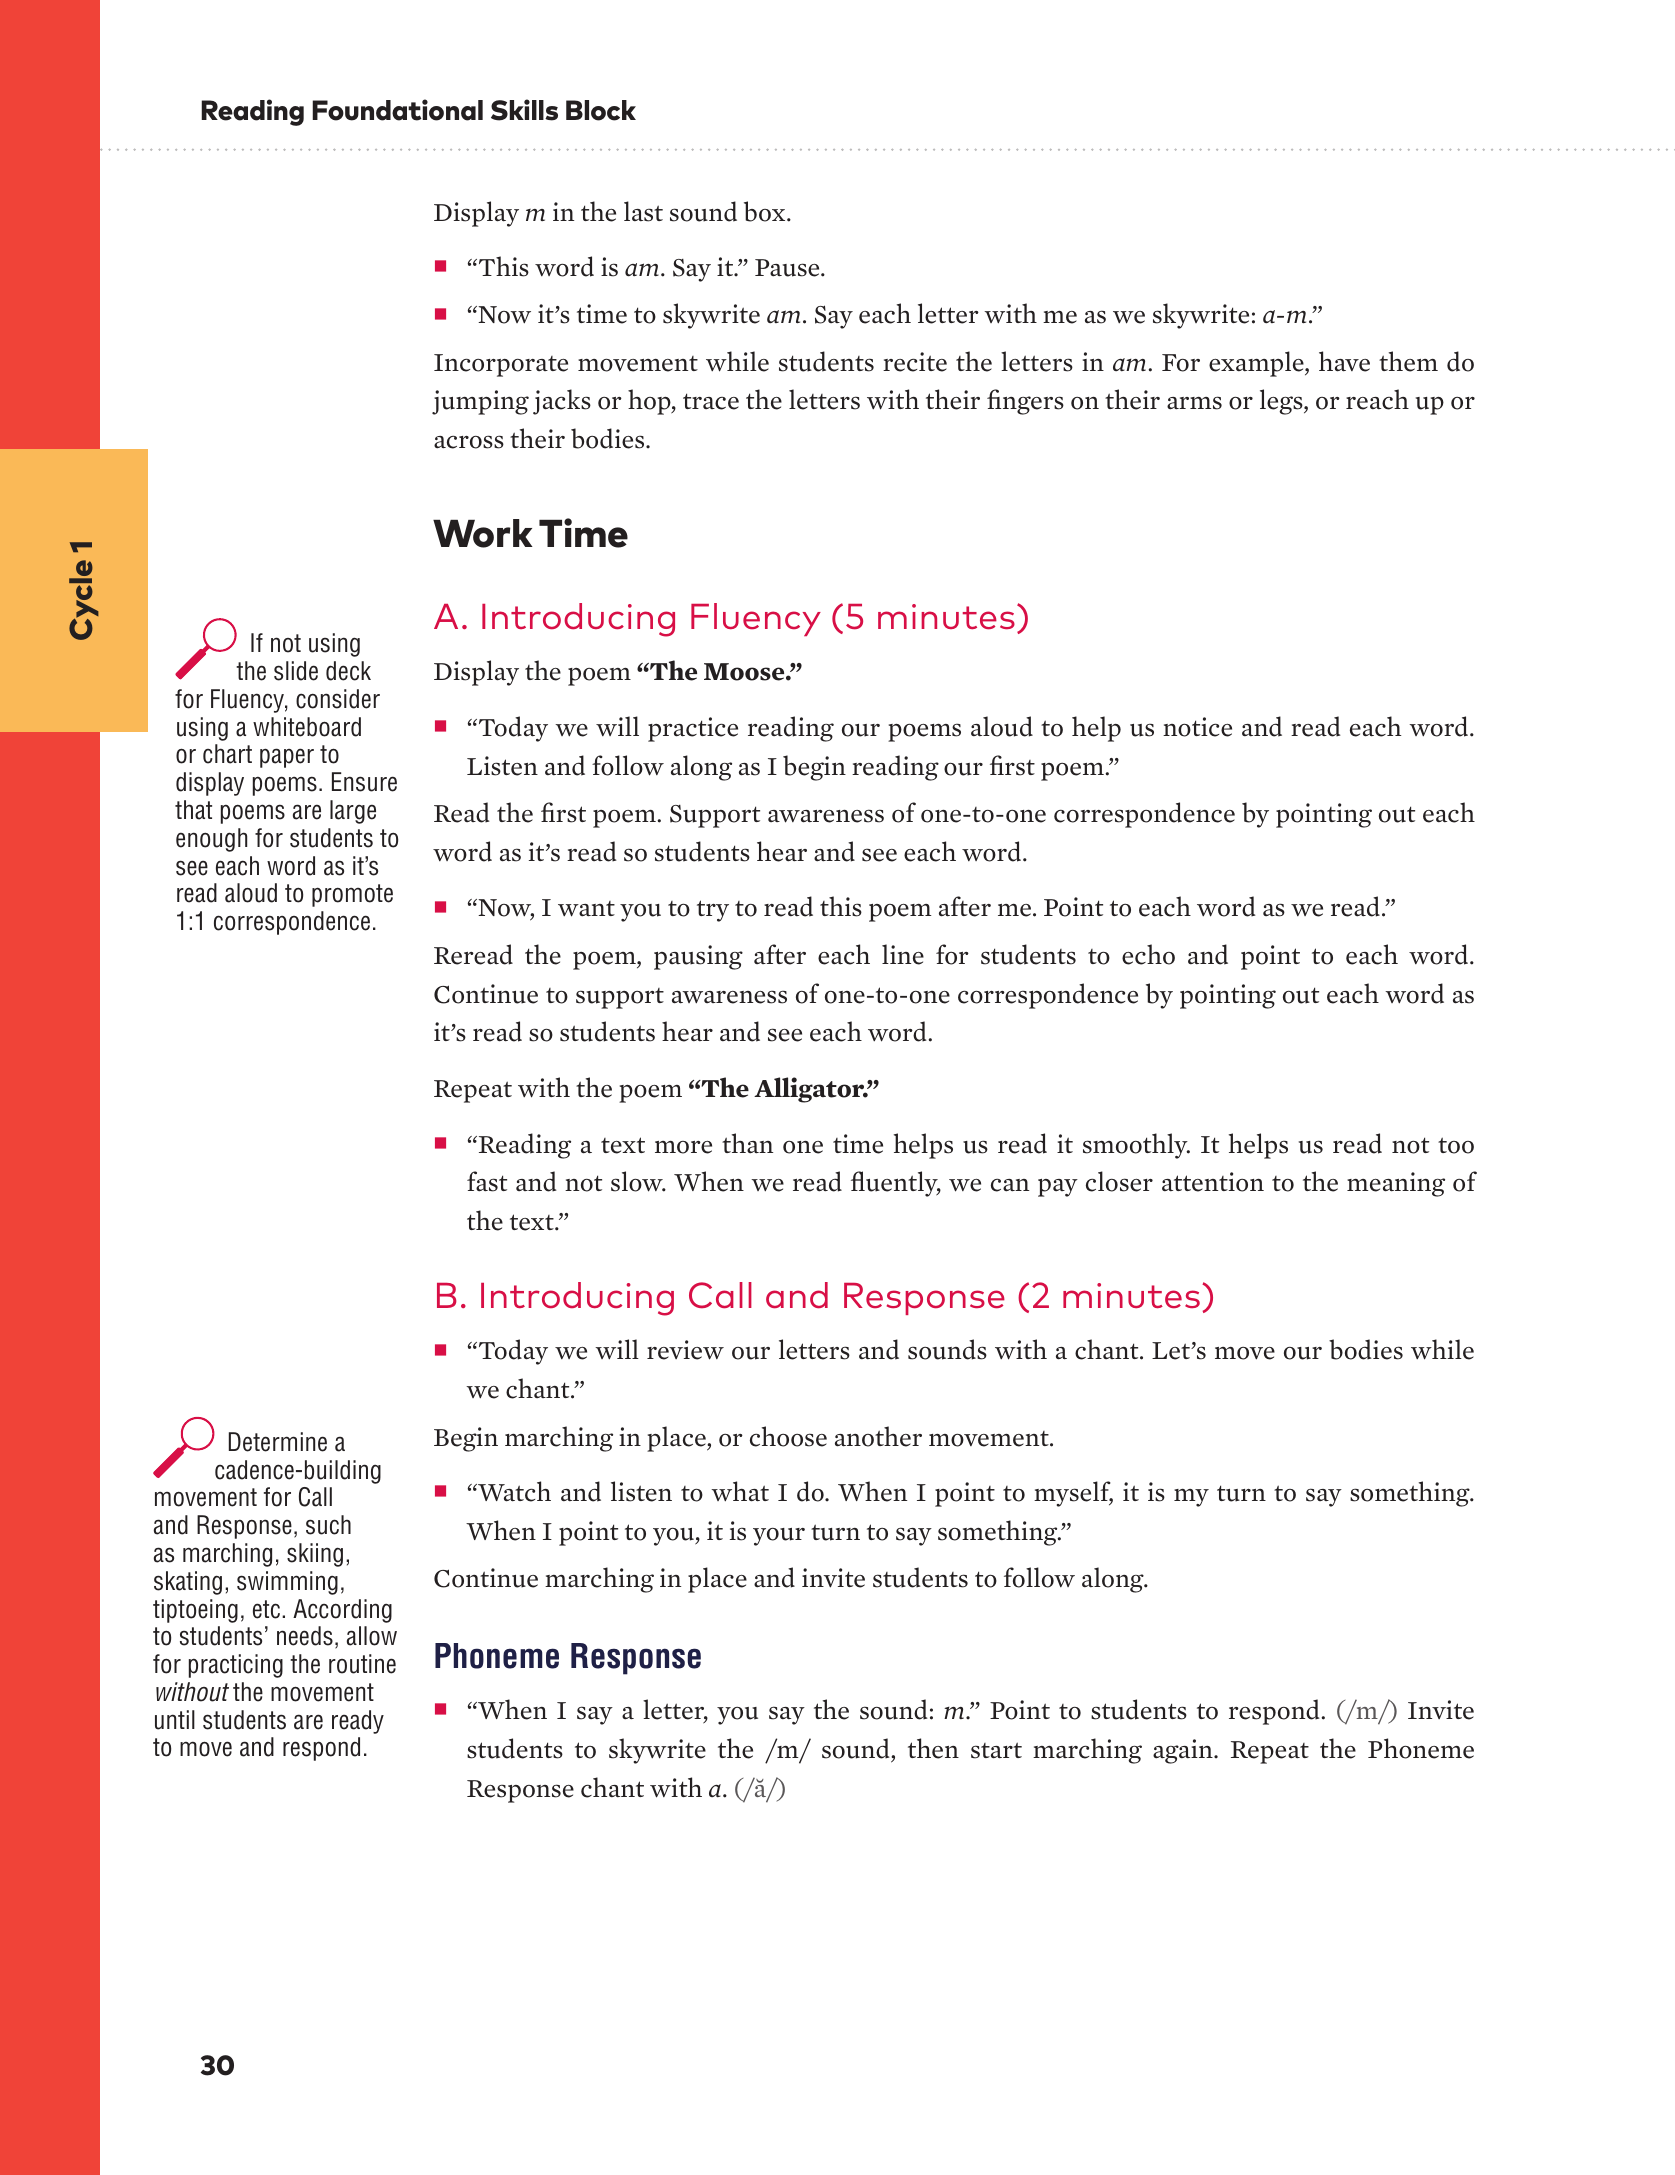 Reading Foundational Skills Block
Display m in the last sound box.
■ “This word is am. Say it.” Pause.
■ “Now it’s time to skywrite am. Say each letter with me as we skywrite: a-m.”
Incorporate movement while students recite the letters in am. For example, have them do
jumping jacks or hop, trace the letters with their fingers on their arms or legs, or reach up or
across their bodies.
Cycle 1
Work Time
A. Introducing Fluency (5 minutes)
If not using
the slide deck
for Fluency, consider
using a whiteboard
or chart paper to
display poems. Ensure
that poems are large
enough for students to
see each word as it’s
read aloud to promote
1:1 correspondence.
Display the poem “The Moose.”
■ “Today we will practice reading our poems aloud to help us notice and read each word.
Listen and follow along as I begin reading our first poem.”
Read the first poem. Support awareness of one-to-one correspondence by pointing out each
word as it’s read so students hear and see each word.
■ “Now, I want you to try to read this poem after me. Point to each word as we read.”
Reread the poem, pausing after each line for students to echo and point to each word.
Continue to support awareness of one-to-one correspondence by pointing out each word as
it’s read so students hear and see each word.
Repeat with the poem “The Alligator.”
■ “Reading a text more than one time helps us read it smoothly. It helps us read not too
fast and not slow. When we read fluently, we can pay closer attention to the meaning of
the text.”
B. Introducing Call and Response (2 minutes)
■ “Today we will review our letters and sounds with a chant. Let’s move our bodies while
we chant.”
Begin marching in place, or choose another movement.
Determine a
cadence-building
movement for Call
and Response, such
as marching, skiing,
skating, swimming,
tiptoeing, etc. According
to students’ needs, allow
for practicing the routine
without the movement
until students are ready
to move and respond.
■ “Watch and listen to what I do. When I point to myself, it is my turn to say something.
When I point to you, it is your turn to say something.”
Continue marching in place and invite students to follow along.
Phoneme Response
■ “When I say a letter, you say the sound: m.” Point to students to respond. (/m/) Invite
students to skywrite the /m/ sound, then start marching again. Repeat the Phoneme
Response chant with a. (/ă/)
30